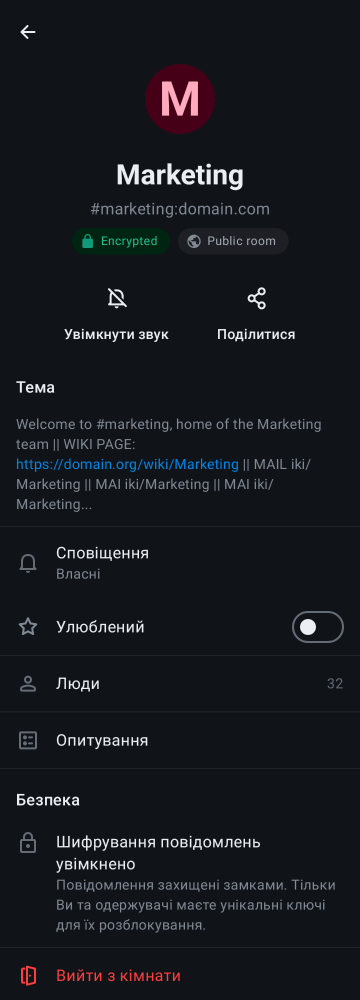 M
Marketing
#marketing:domain.com
Encrypted
Public room
Увімкнути звук
Поділитися
Тема
Welcome to #marketing, home of the Marketing
team || WIKI PAGE:
https://domain.org/wiki/Marketing || MAIL iki/
Marketing || MAI iki/Marketing || MAI iki/
Marketing...
Сповіщення
Власні
Улюблений
Люди
32
Опитування
Безпека
Шифрування повідомлень
увімкнено
Повідомлення захищені замками. Тільки
Ви та одержувачі маєте унікальні ключі
для їх розблокування.
Вийти з кімнати